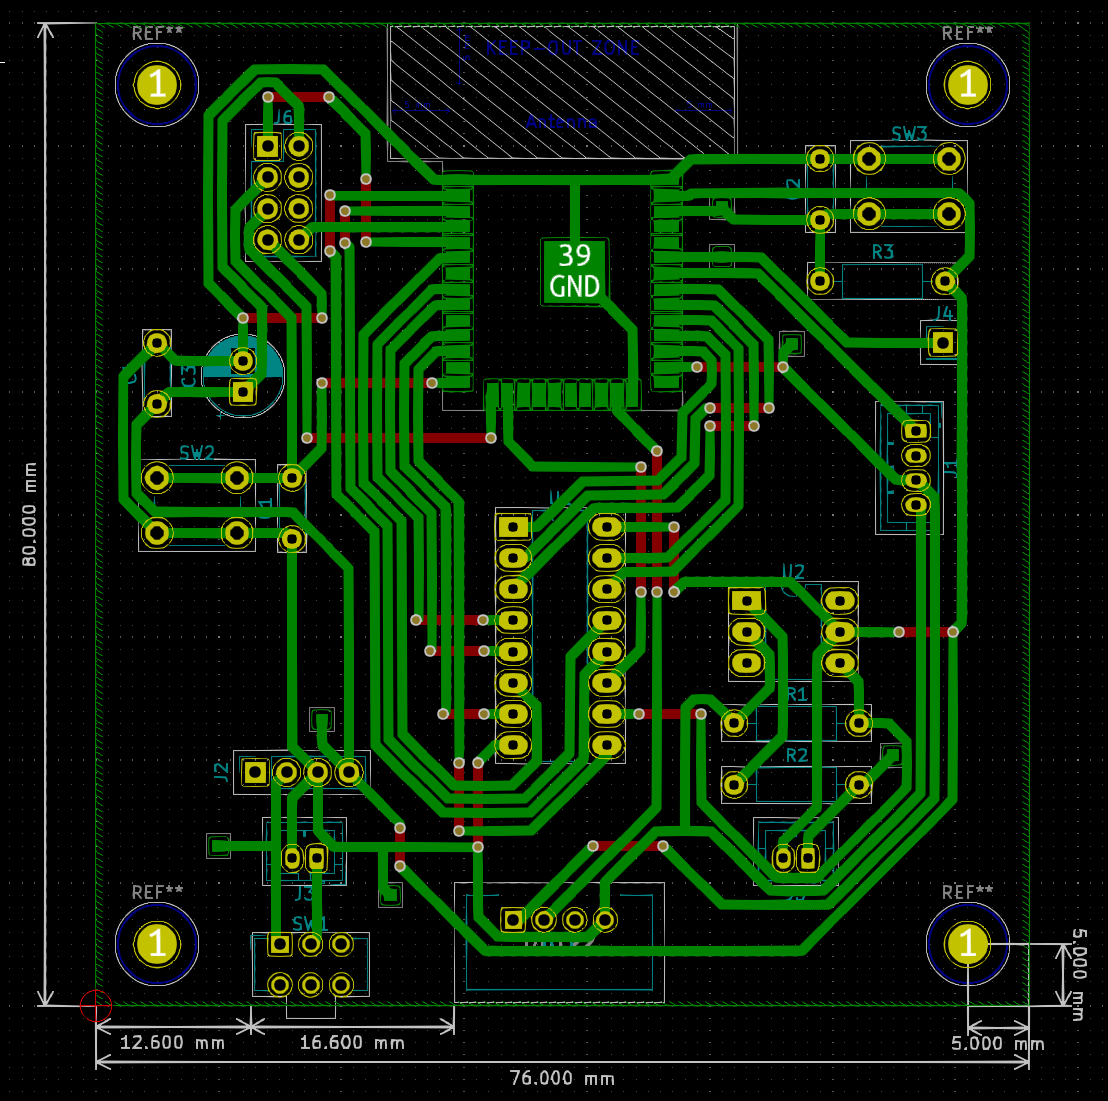 REF**
REF**
KEEP-OUT ZONE
1
1
J6
Antenna
SW3
39
GND
R3
J4
C3
SW2
J1
80.000 mm
U2
R1
J2
R2
J3
REF**
REF**
SW1
1
1
5.000 mm
12.600 mm
16.600 mm
5.000 mm
76.000 mm